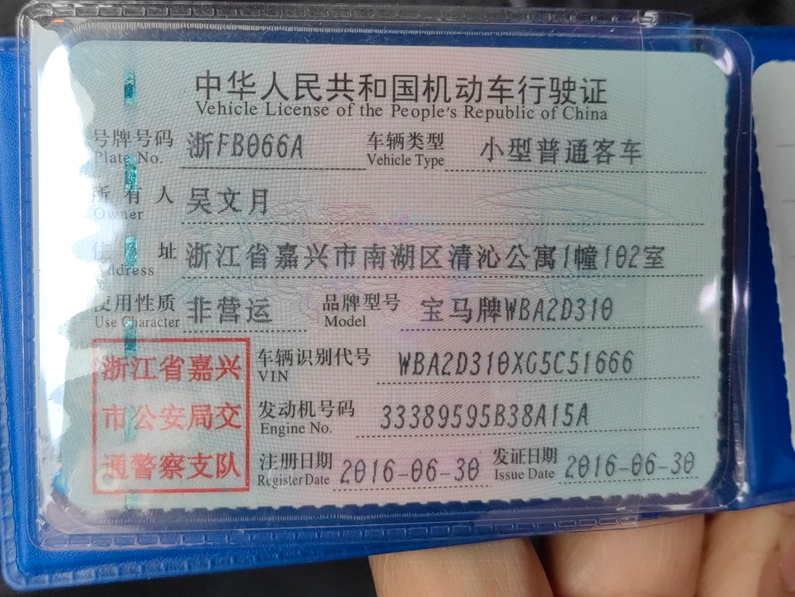 中华人民共和国机动车行驶证
Vehicle License of the People's Republic of China
号牌号码 浙FB066A 车辆类型 小型普通客车
Plate No. Vehicle Type
所有人 吴文月
Owner
住址 浙江省嘉兴市南湖区清沁公寓1幢102室
Address
使用性质 非营运 品牌型号 宝马牌WBA2D310
Use Character Model
浙江省嘉兴 车辆识别代号 WBA2D310XG5C51666
VIN
市公安局交 发动机号码 33389595B38A15A
Engine No.
通警察支队 注册日期 2016-06-30 发证日期 2016-06-30
Register Date Issue Date